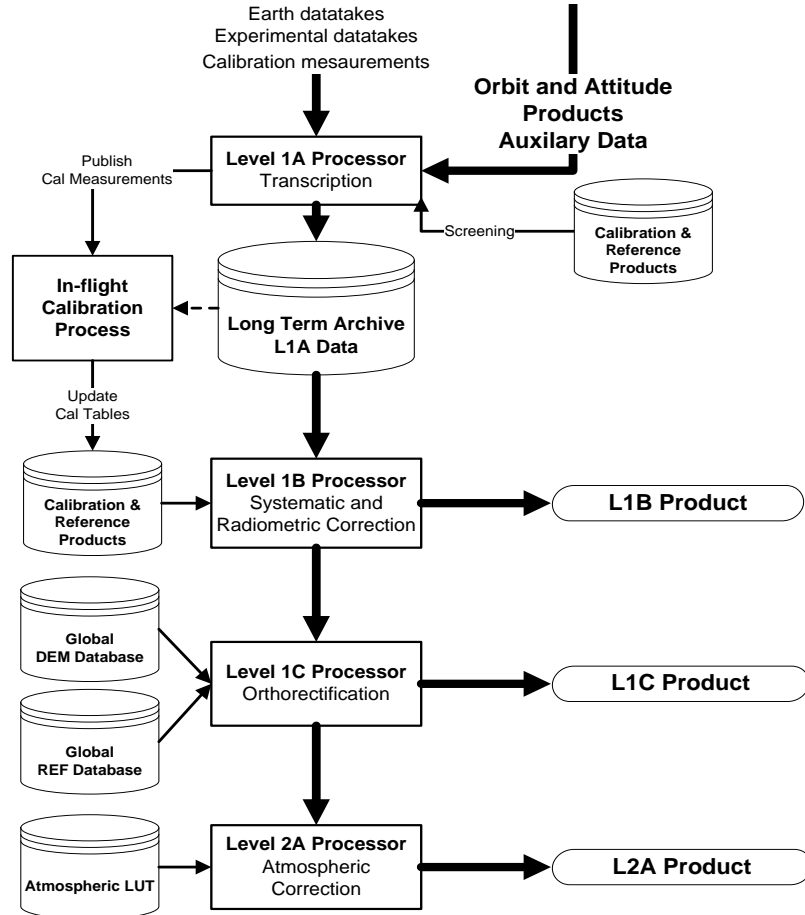 Earth datatakes
Experimental datatakes
Calibration mesaurements
Orbit and Attitude
Products
Auxilary Data
Publish
Cal Measurements
Level 1A Processor
Transcription
Screening
Calibration &
Reference
Products
In-flight
Calibration
Process
Long Term Archive
L1A Data
Update
Cal Tables
Calibration &
Reference
Products
Level 1B Processor
Systematic and
Radiometric Correction
L1B Product
Global
DEM Database
Level 1C Processor
Orthorectification
L1C Product
Global
REF Database
Atmospheric LUT
Level 2A Processor
Atmospheric
Correction
L2A Product